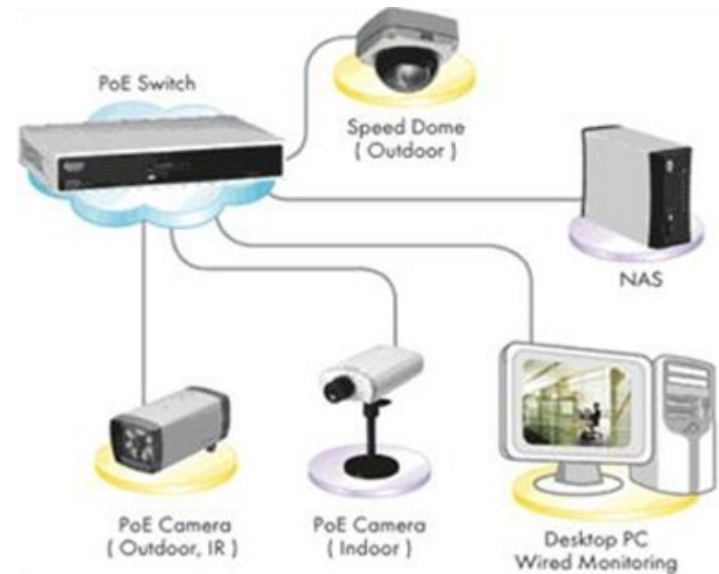 PoE Switch
Speed Dome
( Outdoor )
NAS
PoE Camera
( Outdoor, IR )
PoE Camera
( Indoor )
Desktop PC
Wired Monitoring